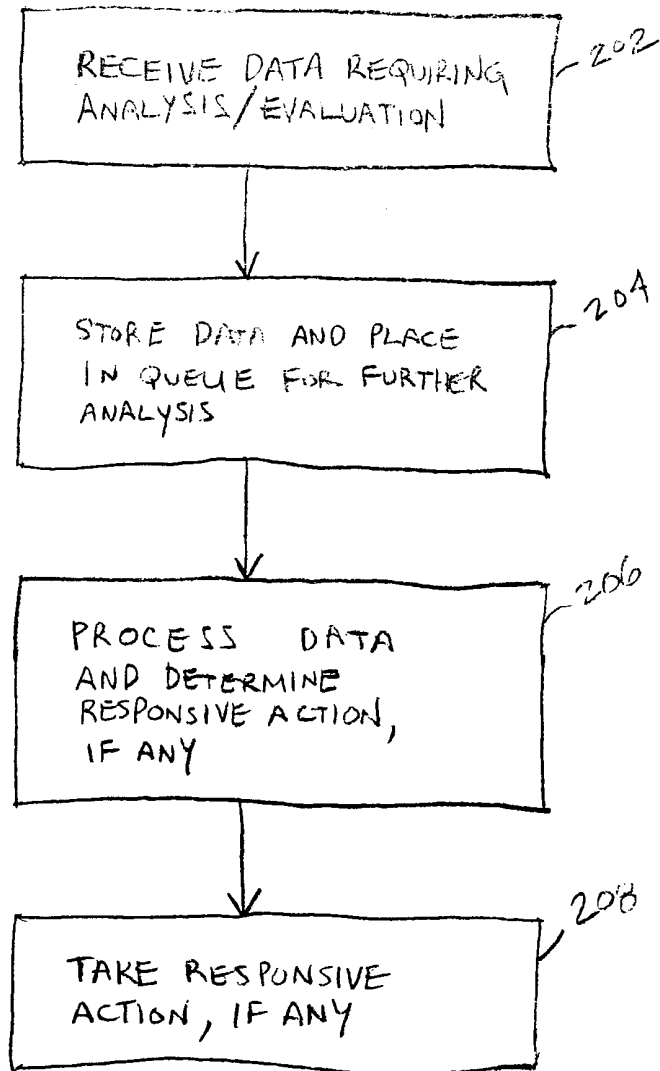 RECEIVE DATA REQUIRING
ANALYSIS/EVALUATION
202
STORE DATA AND PLACE
IN QUEUE FOR FURTHER
ANALYSIS
204
PROCESS DATA
AND DETERMINE
RESPONSIVE ACTION,
IF ANY
206
TAKE RESPONSIVE
ACTION, IF ANY
208